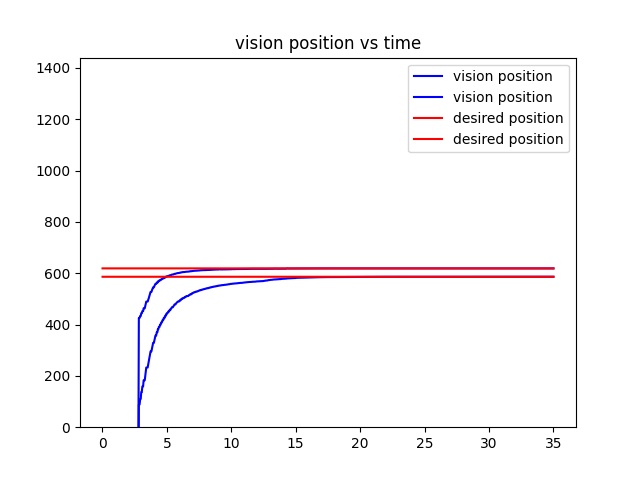 vision position vs time
1400
1200
1000
800
600
400
200
0
vision position
vision position
desired position
desired position
0 5 10 15 20 25 30 35